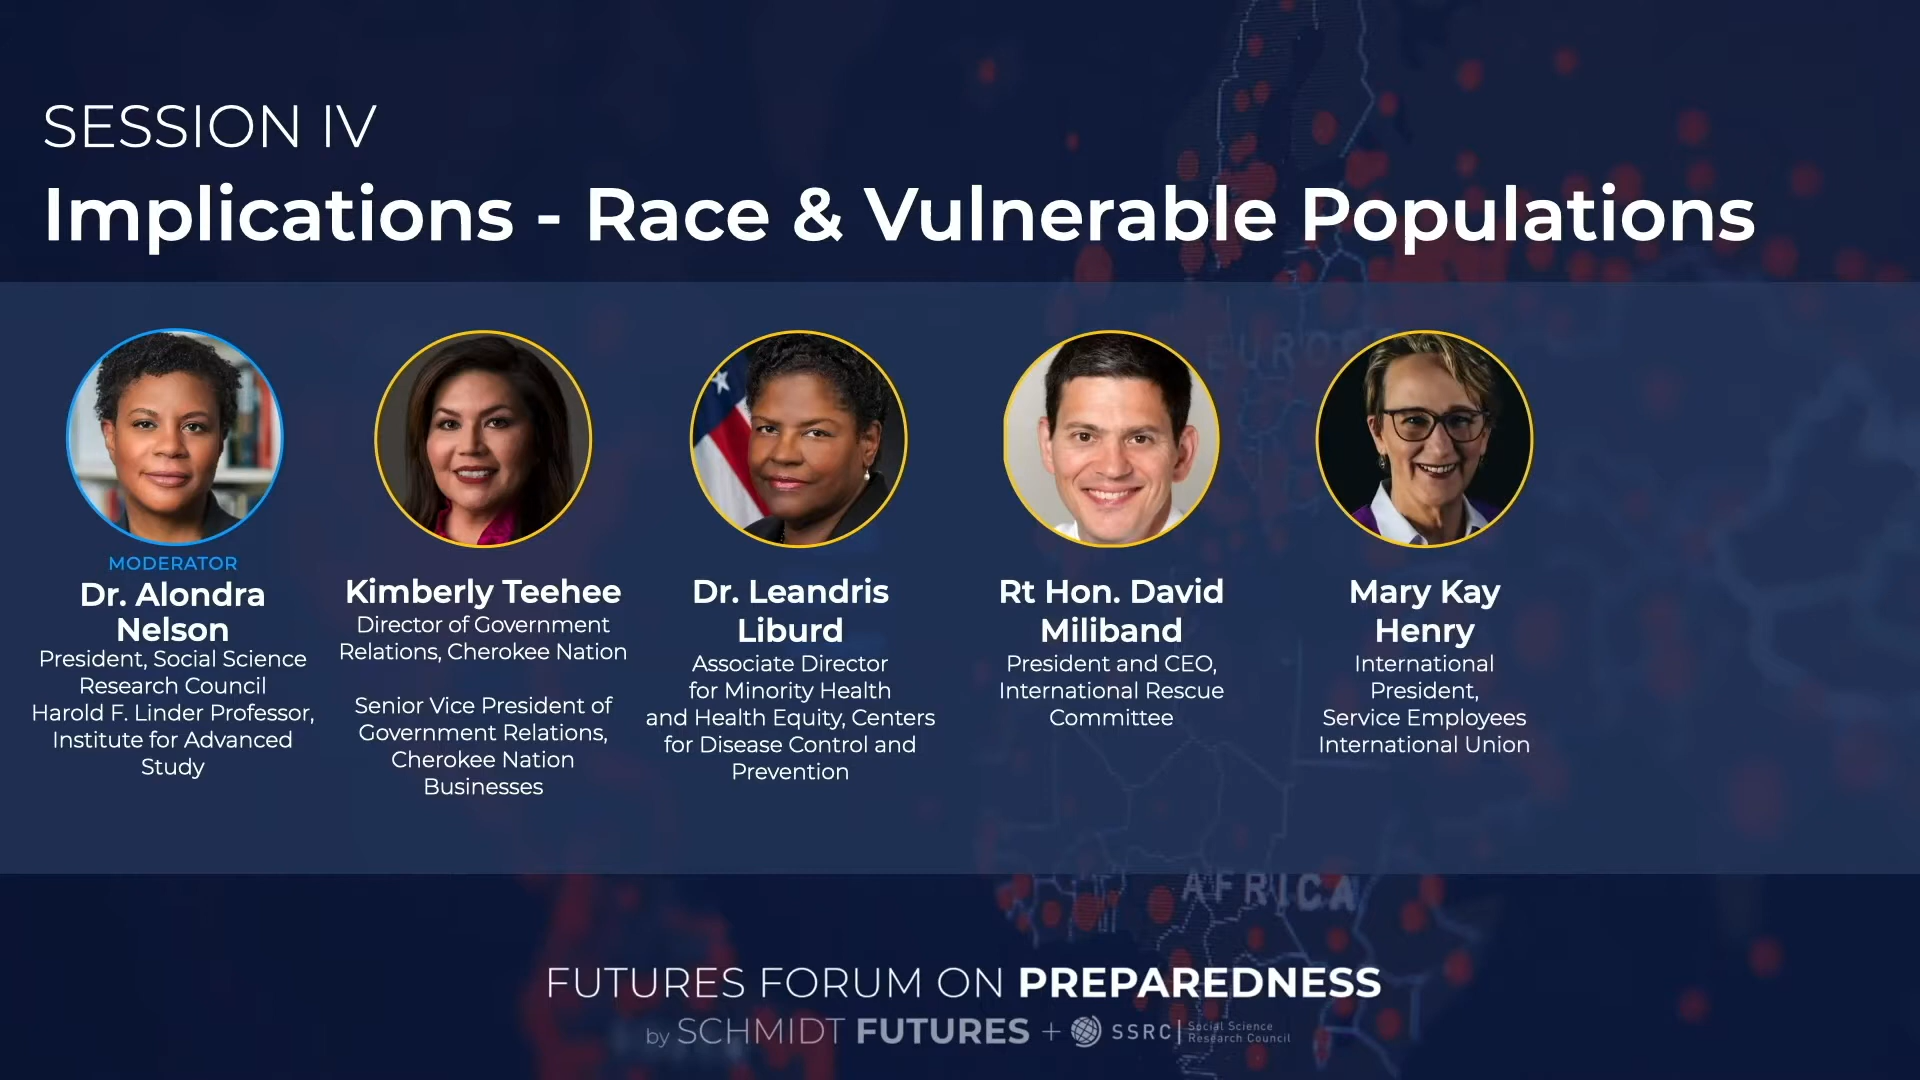 SESSION IV
Implications - Race & Vulnerable Populations
MODERATOR
Dr. Alondra
Nelson
President, Social Science
Research Council
Harold F. Linder Professor,
Institute for Advanced
Study
Kimberly Teehee
Director of Government
Relations, Cherokee Nation
Senior Vice President of
Government Relations,
Cherokee Nation
Businesses
Dr. Leandris
Liburd
Associate Director
for Minority Health
and Health Equity, Centers
for Disease Control and
Prevention
Rt Hon. David
Miliband
President and CEO,
International Rescue
Committee
Mary Kay
Henry
International
President,
Service Employees
International Union
EUROPE
AFRICA
FUTURES FORUM ON PREPAREDNESS
by SCHMIDT FUTURES + SSRC | Social Science
Research Council